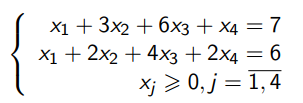 x₁ + 3x₂ + 6x₃ + x₄ = 7
x₁ + 2x₂ + 4x₃ + 2x₄ = 6
xⱼ ⩾ 0, j = 1, 4